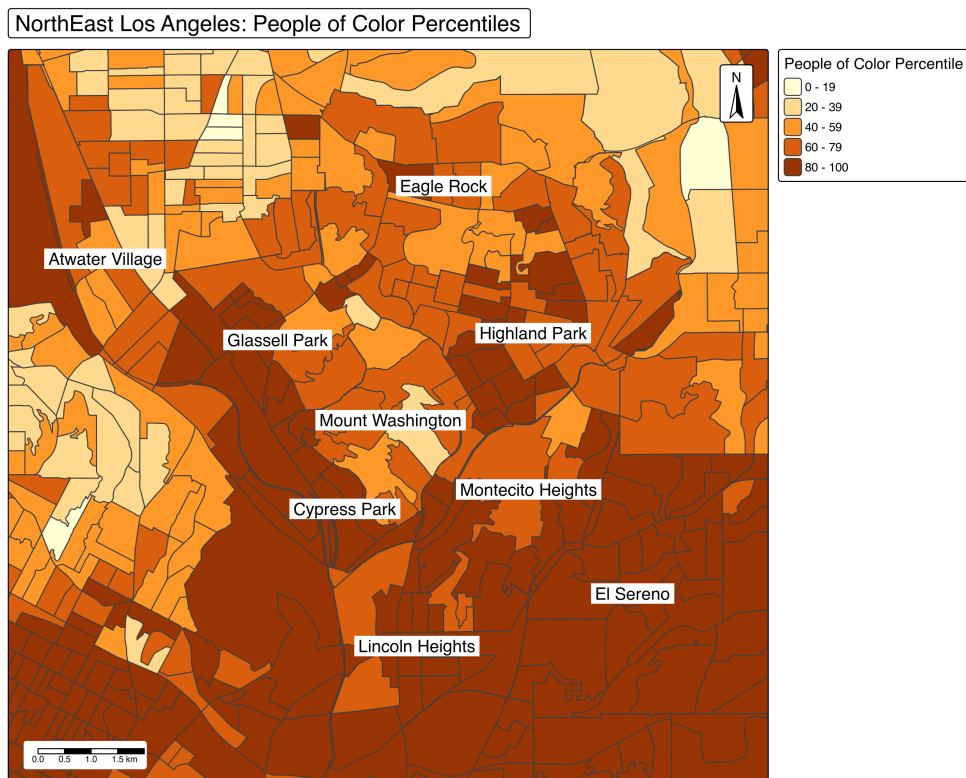 NorthEast Los Angeles: People of Color Percentiles
People of Color Percentile
0 - 19
20 - 39
40 - 59
60 - 79
80 - 100
N
Eagle Rock
Atwater Village
Glassell Park
Highland Park
Mount Washington
Montecito Heights
Cypress Park
El Sereno
Lincoln Heights
0.0 0.5 1.0 1.5 km